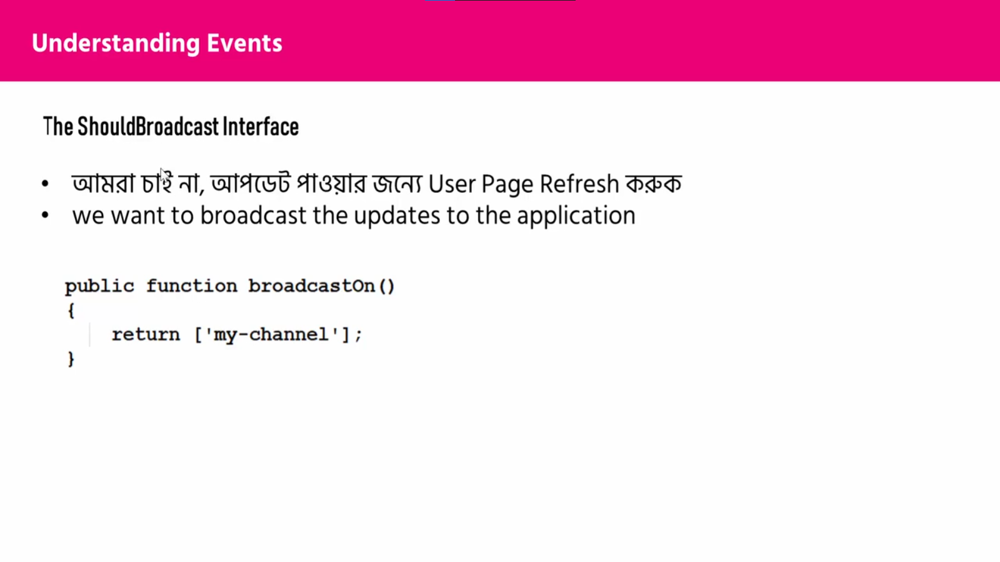 Understanding Events
The ShouldBroadcast Interface
• আমরা চাই না, আপডেট পাওয়ার জন্যে User Page Refresh করুক
• we want to broadcast the updates to the application
public function broadcastOn()
{
return ['my-channel'];
}